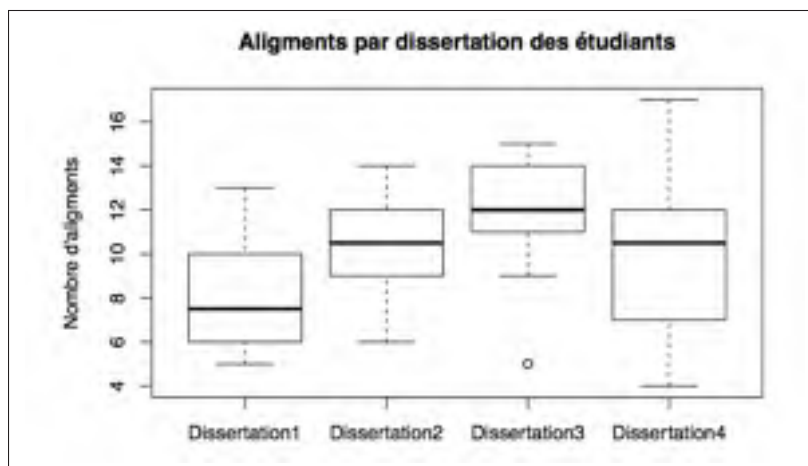 Aligments par dissertation des étudiants
Nombre d'aligments
16
14
12
10
8
6
4
Dissertation1 Dissertation2 Dissertation3 Dissertation4